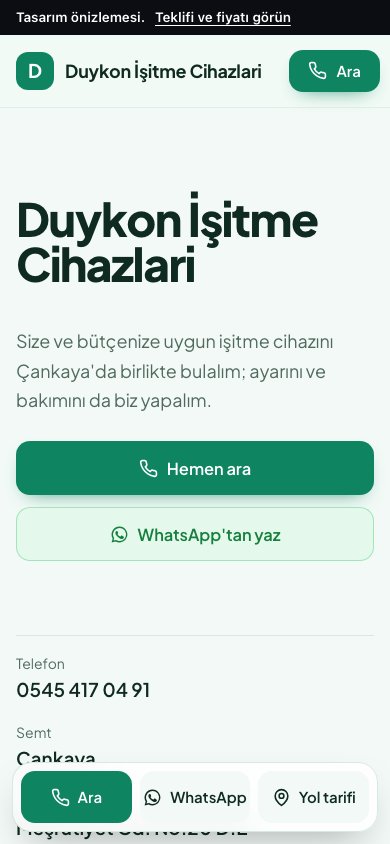 Tasarım önizlemesi. Teklifi ve fiyatı görün
D Duykon İşitme Cihazlari Ara
Duykon İşitme
Cihazlari
Size ve bütçenize uygun işitme cihazını
Çankaya'da birlikte bulalım; ayarını ve
bakımını da biz yapalım.
Hemen ara
WhatsApp'tan yaz
Telefon
0545 417 04 91
Semt
Çankaya
Ara WhatsApp Yol tarifi